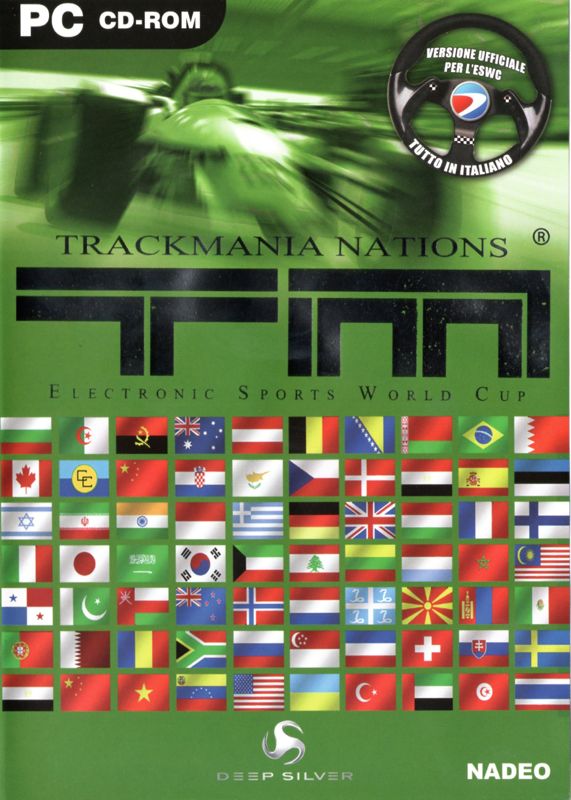 PC CD-ROM
VERSIONE UFFICIALE
PER L'ESWC
TUTTO IN ITALIANO
TRACKMANIA NATIONS ®
TM
ELECTRONIC SPORTS WORLD CUP
DEEP SILVER
NADEO